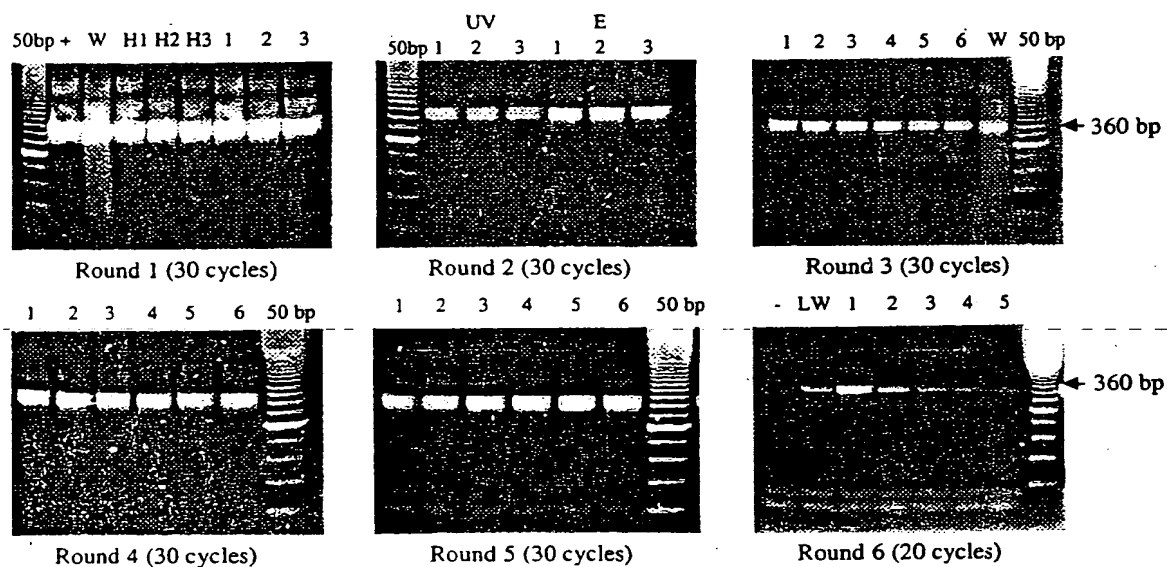 50bp + W H1 H2 H3 1 2 3
Round 1 (30 cycles)
UV E
50bp 1 2 3 1 2 3
Round 2 (30 cycles)
1 2 3 4 5 6 W 50 bp
360 bp
Round 3 (30 cycles)
1 2 3 4 5 6 50 bp
Round 4 (30 cycles)
1 2 3 4 5 6 50 bp
Round 5 (30 cycles)
- LW 1 2 3 4 5
360 bp
Round 6 (20 cycles)